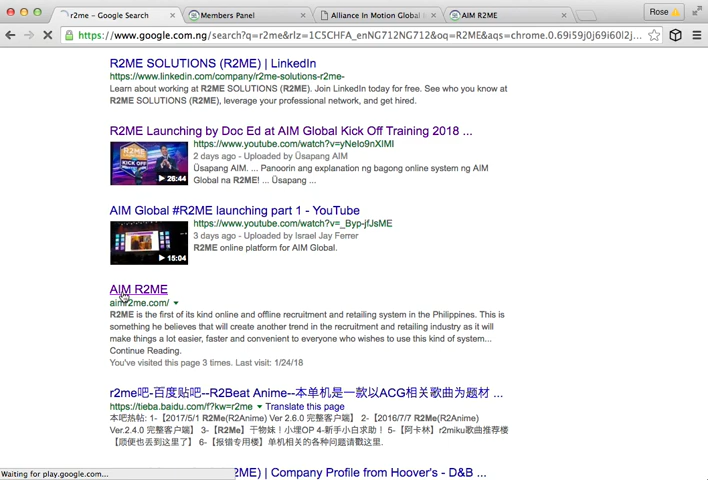 r2me - Google Search
Members Panel
Alliance In Motion Global
AIM R2ME
Rose
https://www.google.com.ng/search?q=r2me&rlz=1C5CHFA_enNG712NG712&oq=R2ME&aqs=chrome.0.69i59j0j69i60l2j...
R2ME SOLUTIONS (R2ME) | LinkedIn
https://www.linkedin.com/company/r2me-solutions-r2me-
Learn about working at R2ME SOLUTIONS (R2ME). Join LinkedIn today for free. See who you know at
R2ME SOLUTIONS (R2ME), leverage your professional network, and get hired.
R2ME Launching by Doc Ed at AIM Global Kick Off Training 2018 ...
https://www.youtube.com/watch?v=yNeIo9nXIMI
2 days ago - Uploaded by Üsapang AIM
Üsapang AIM. ... Panoorin ang explanation ng bagong online system ng AIM
Global na R2ME! ... Üsapang ...
KICK OFF
26:44
AIM Global #R2ME launching part 1 - YouTube
https://www.youtube.com/watch?v=_Byp-jfJsME
3 days ago - Uploaded by Israel Jay Ferrer
R2ME online platform for AIM Global.
15:04
AIM R2ME
aimr2me.com/
R2ME is the first of its kind online and offline recruitment and retailing system in the Philippines. This is
something he believes that will create another trend in the recruitment and retailing industry as it will
make things a lot easier, faster and convenient to everyone who wishes to use this kind of system...
Continue Reading.
You've visited this page 3 times. Last visit: 1/24/18
r2me吧-百度贴吧--R2Beat Anime--本单机是一款以ACG相关歌曲为题材 ...
https://tieba.baidu.com/f?kw=r2me Translate this page
本吧热帖: 1-【2017/5/1 R2Me(R2Anime) Ver 2.6.0 完整客户端】 2-【2016/7/7 R2Me(R2Anime)
Ver.2.4.0 完整客户端】 3-【R2Me】干物妹！小埋OP 4-新手小白求助！ 5-【阿卡林】r2miku歌曲推荐楼
【顶便也丢到这里了】 6-【报错专用楼】单机相关的各种问题请戳这里.
ME) | Company Profile from Hoover's - D&B ...
Waiting for play.google.com...